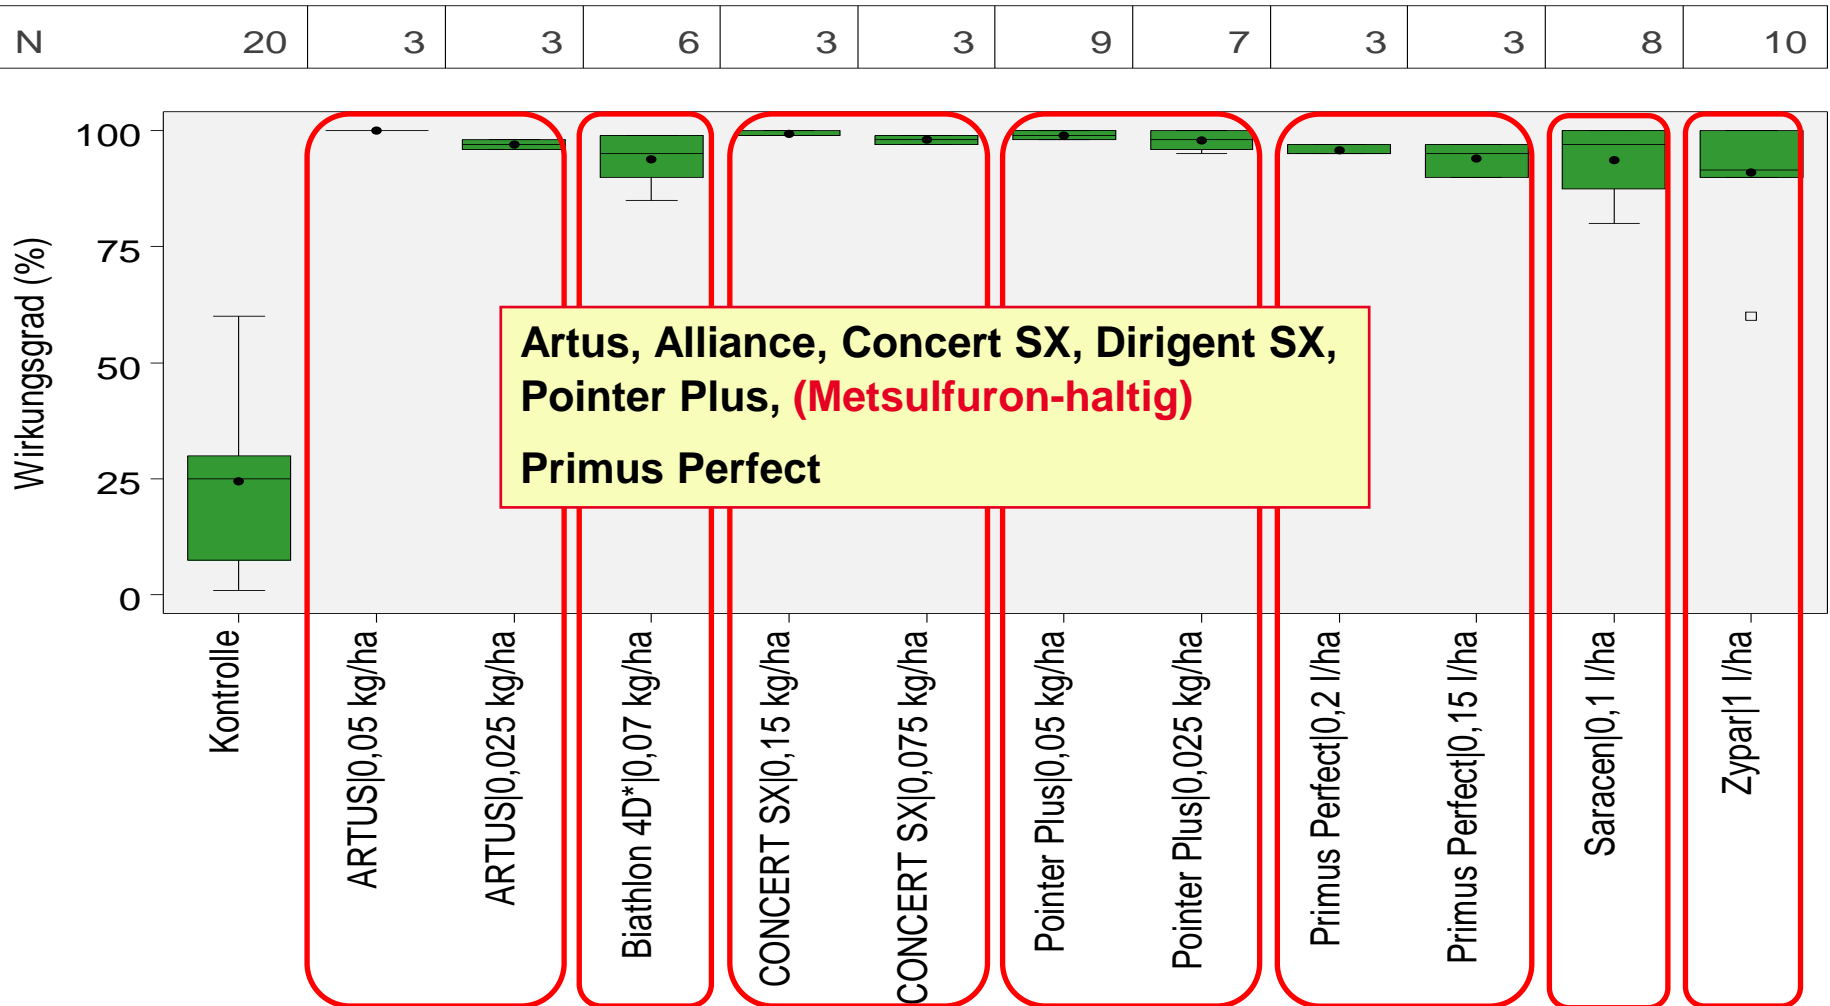 N 20 3 3 6 3 3 9 7 3 3 8 10
Wirkungsgrad (%)
100
75
50
25
0
Artus, Alliance, Concert SX, Dirigent SX,
Pointer Plus, (Metsulfuron-haltig)
Primus Perfect
Kontrolle
ARTUS|0,05 kg/ha
ARTUS|0,025 kg/ha
Biathlon 4D*|0,07 kg/ha
CONCERT SX|0,15 kg/ha
CONCERT SX|0,075 kg/ha
Pointer Plus|0,05 kg/ha
Pointer Plus|0,025 kg/ha
Primus Perfect|0,2 l/ha
Primus Perfect|0,15 l/ha
Saracen|0,1 l/ha
Zypar|1 l/ha